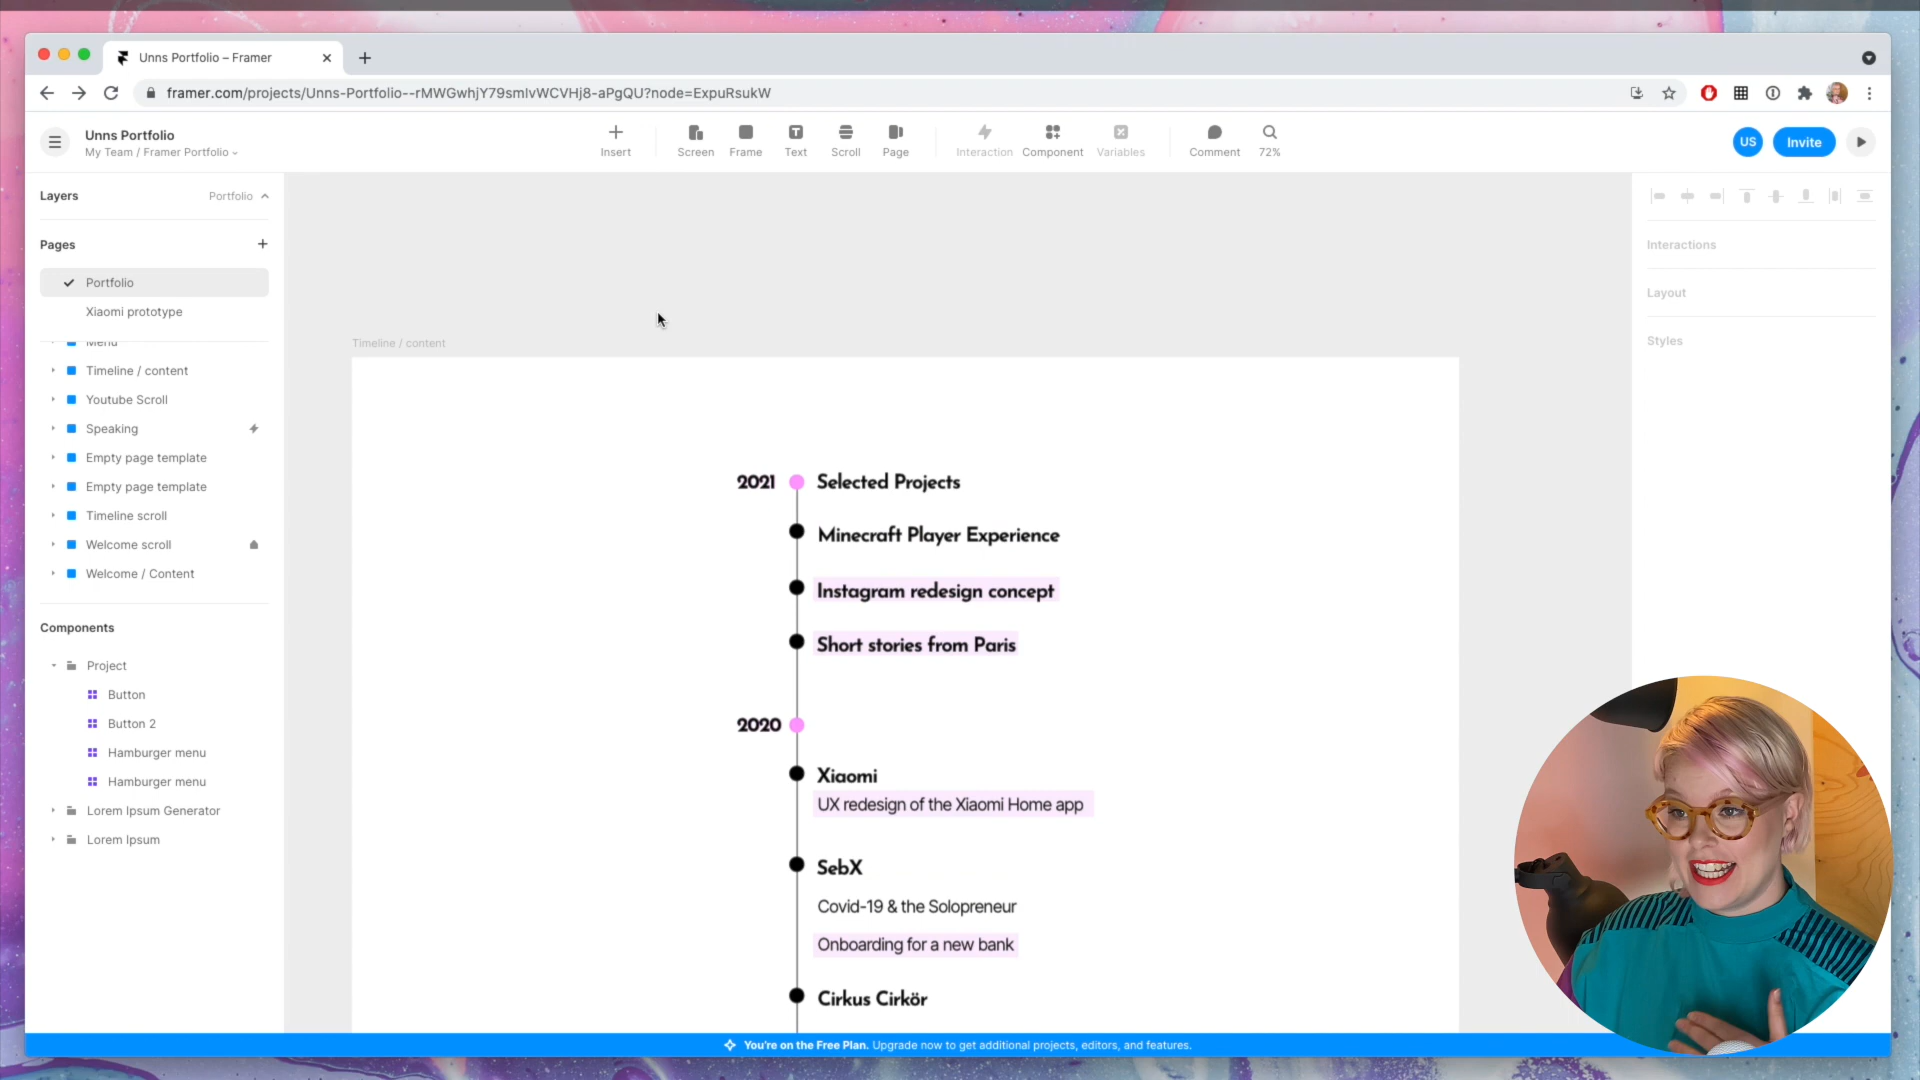 Unns Portfolio – Framer
framer.com/projects/Unns-Portfolio--rMWGwhjY79smlvWCVHj8-aPgQU?node=ExpuRsukW
Unns Portfolio
My Team / Framer Portfolio
Insert
Screen
Frame
Text
Scroll
Page
Interaction
Component
Variables
Comment
72%
US
Invite
Layers
Portfolio
Pages
Portfolio
Xiaomi prototype
Menu
Timeline / content
Youtube Scroll
Speaking
Empty page template
Empty page template
Timeline scroll
Welcome scroll
Welcome / Content
Components
Project
Button
Button 2
Hamburger menu
Hamburger menu
Lorem Ipsum Generator
Lorem Ipsum
Timeline / content
2021 Selected Projects
Minecraft Player Experience
Instagram redesign concept
Short stories from Paris
2020
Xiaomi
UX redesign of the Xiaomi Home app
SebX
Covid-19 & the Solopreneur
Onboarding for a new bank
Cirkus Cirkör
Interactions
Layout
Styles
You're on the Free Plan. Upgrade now to get additional projects, editors, and features.